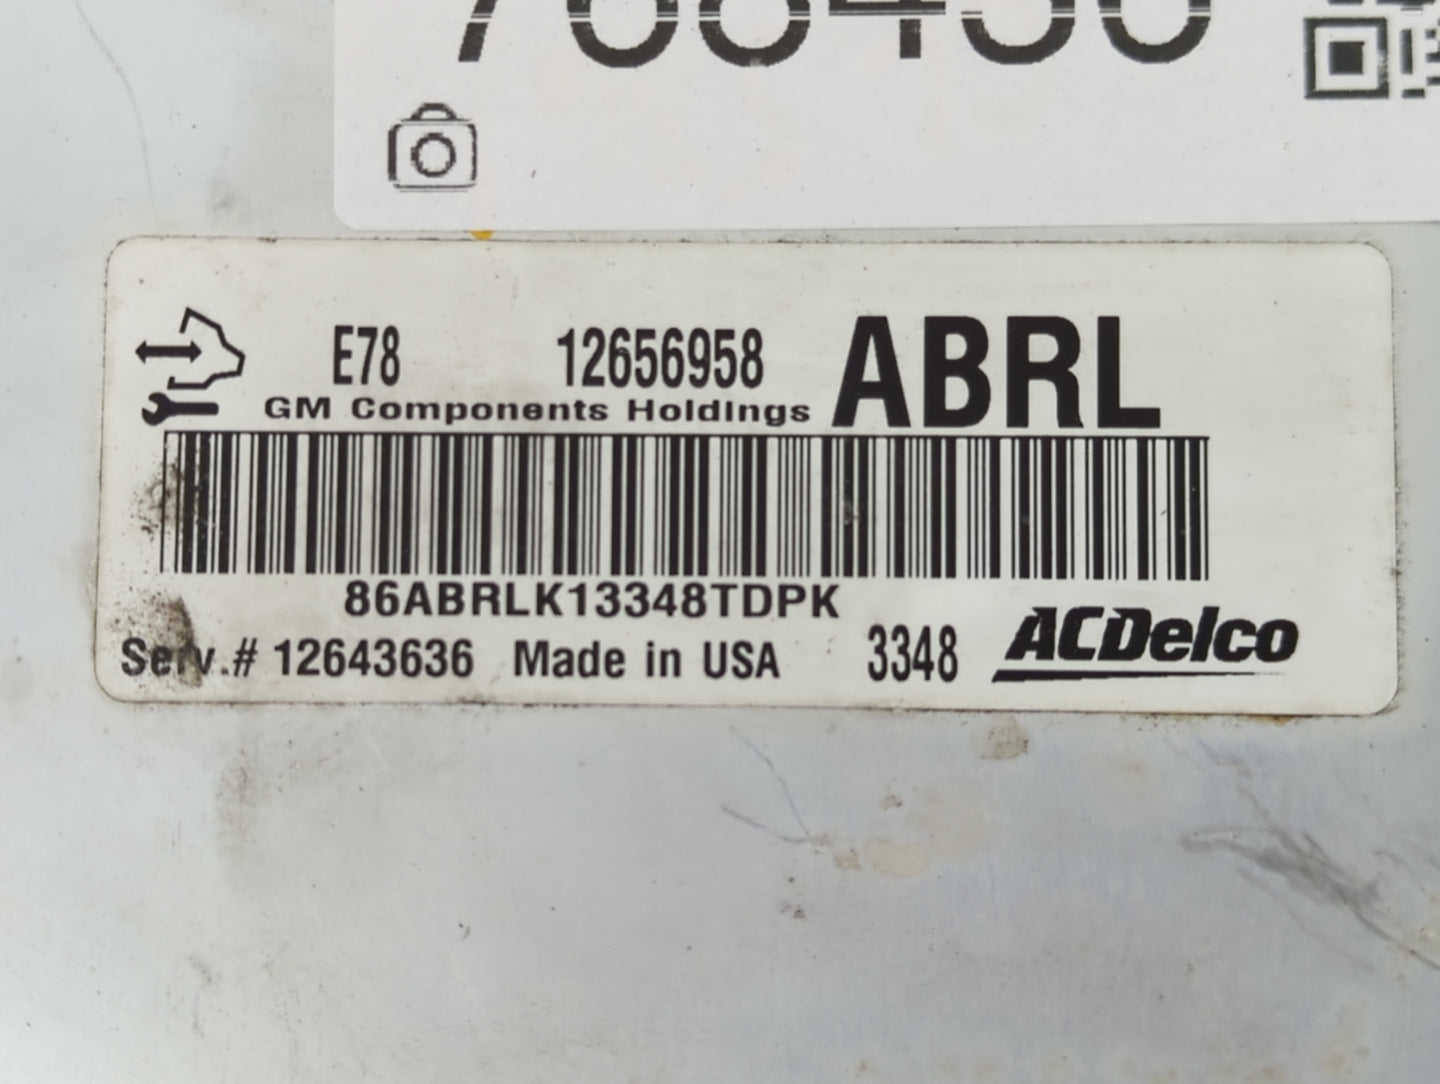 E78 12656958 ABRL
GM Components Holdings
86ABRLK13348TDPK
Serv.# 12643636 Made in USA 3348 ACDelco